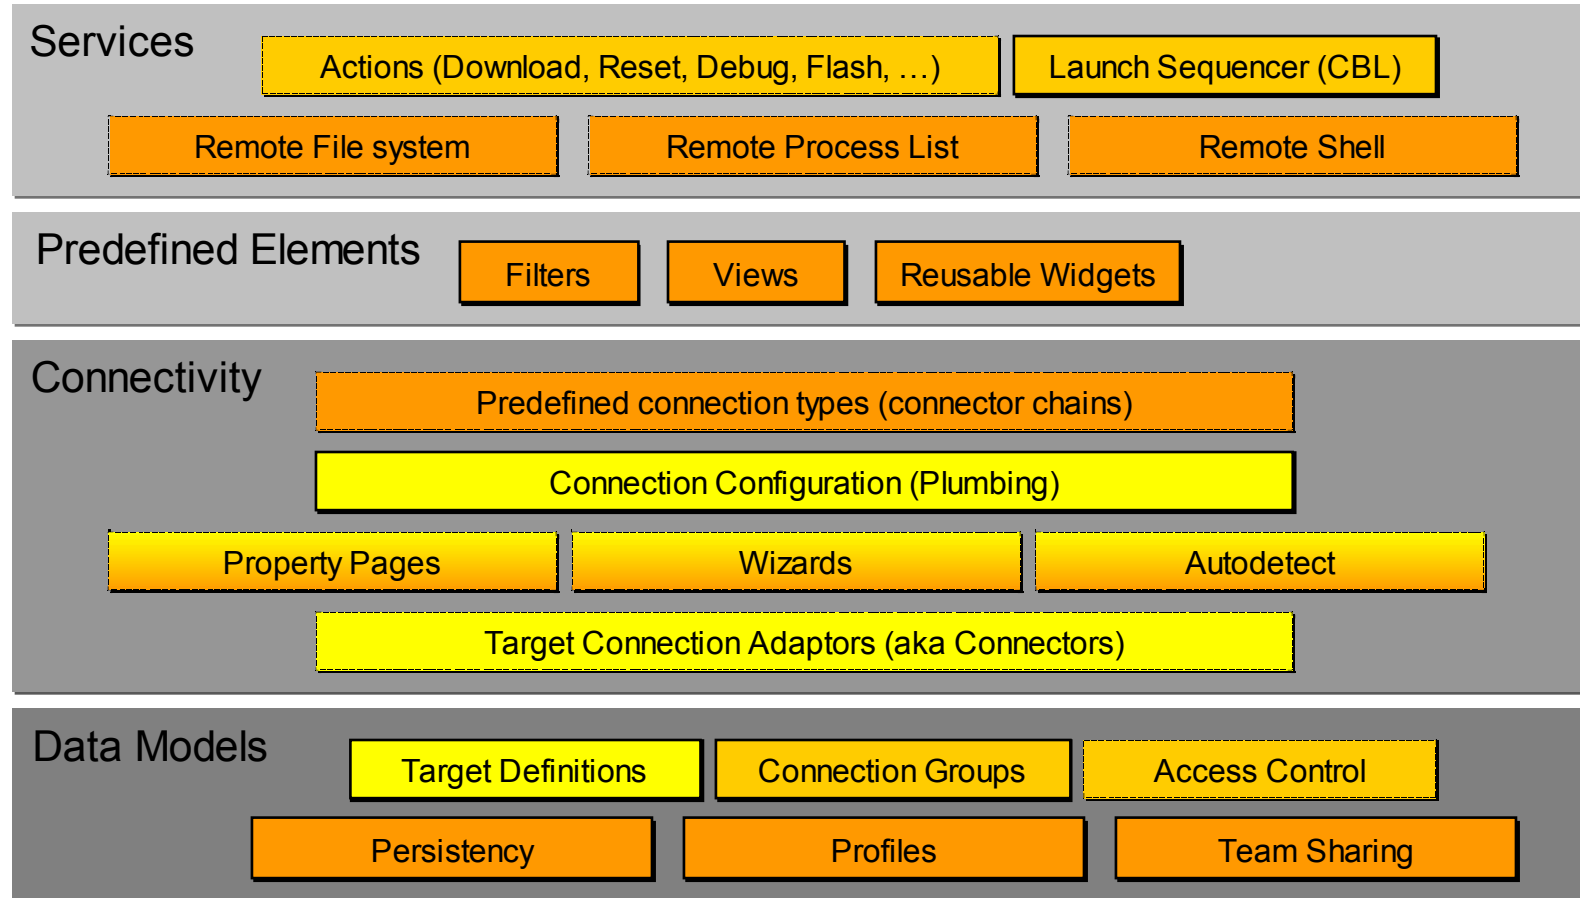 Services
Actions (Download, Reset, Debug, Flash, …)
Launch Sequencer (CBL)
Remote File system
Remote Process List
Remote Shell
Predefined Elements
Filters
Views
Reusable Widgets
Connectivity
Predefined connection types (connector chains)
Connection Configuration (Plumbing)
Property Pages
Wizards
Autodetect
Target Connection Adaptors (aka Connectors)
Data Models
Target Definitions
Connection Groups
Access Control
Persistency
Profiles
Team Sharing